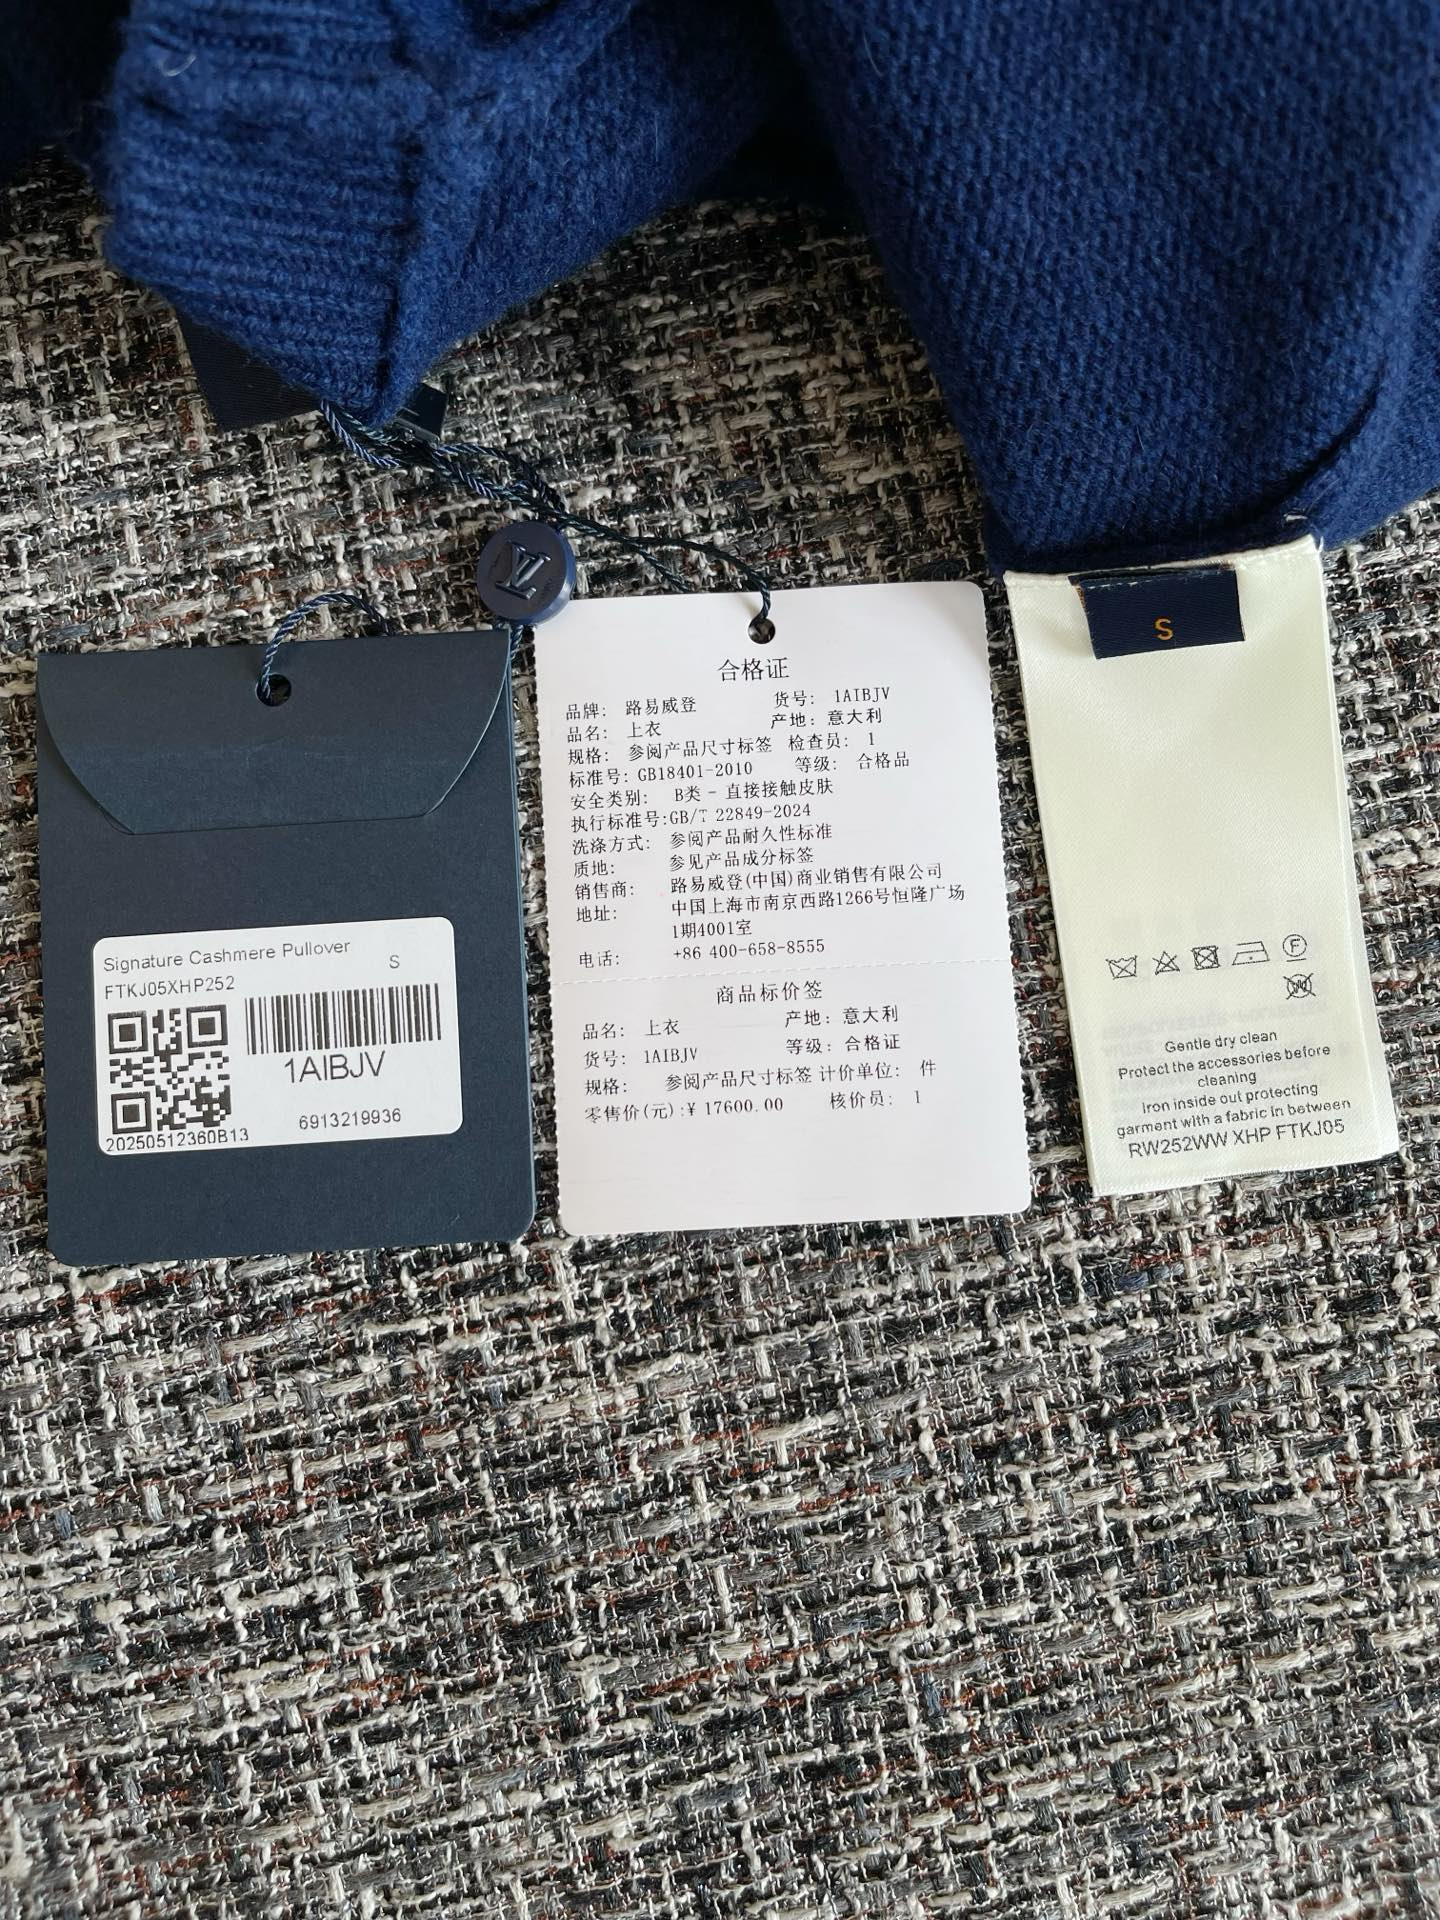 LV
Signature Cashmere Pullover
S
FTKJ05XHP252
1AIBJV
20250512360B13
6913219936
合格证
品牌: 路易威登 货号: 1AIBJV
品名: 上衣 产地: 意大利
规格: 参阅产品尺寸标签 检查员: 1
标准号: GB18401-2010 等级: 合格品
安全类别: B类 - 直接接触皮肤
执行标准号:GB/T 22849-2024
洗涤方式: 参阅产品耐久性标准
质地: 参见产品成分标签
销售商: 路易威登(中国)商业销售有限公司
地址: 中国上海市南京西路1266号恒隆广场
1期4001室
电话: +86 400-658-8555
商品标价签
品名: 上衣 产地: 意大利
货号: 1AIBJV 等级: 合格证
规格: 参阅产品尺寸标签 计价单位: 件
零售价(元):¥ 17600.00 核价员: 1
S
F
W
Gentle dry clean
Protect the accessories before
cleaning
Iron inside out protecting
garment with a fabric in between
RW252WW XHP FTKJ05